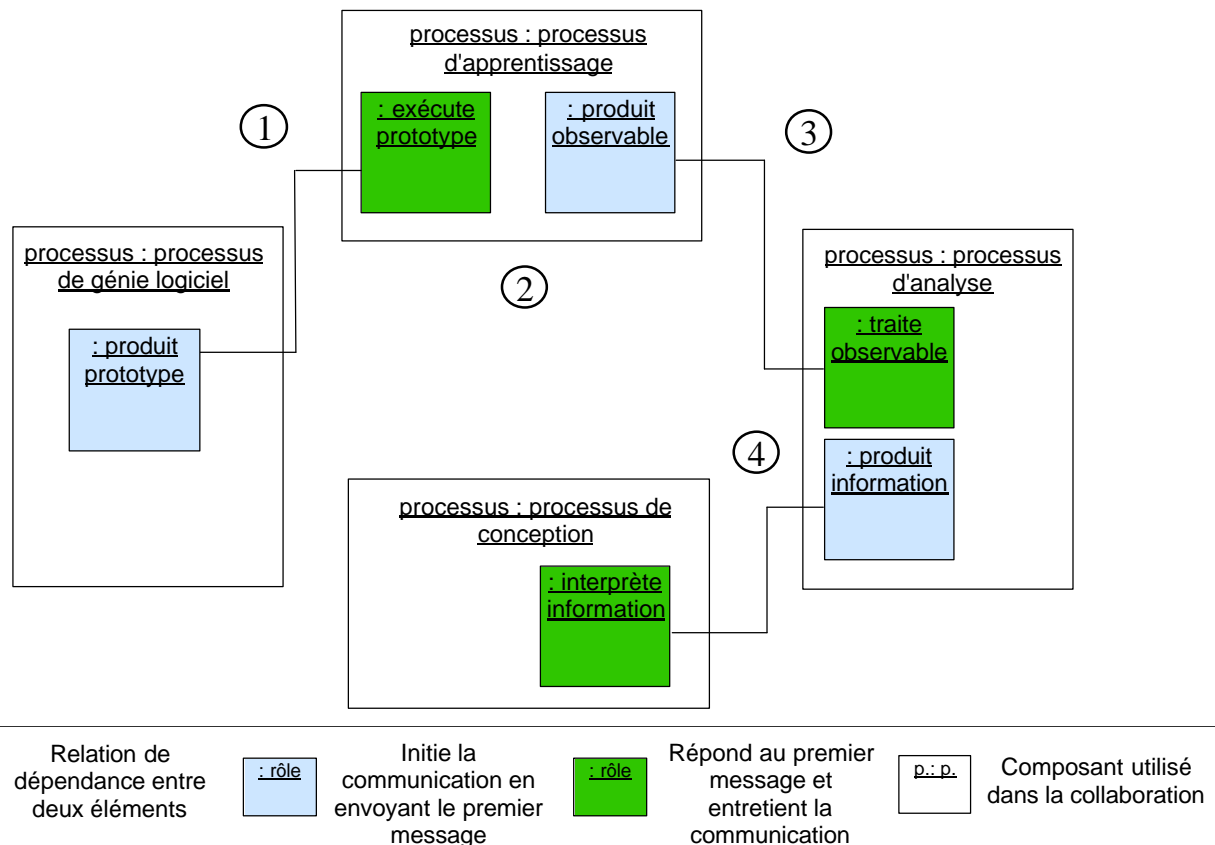 processus : processus
d'apprentissage
: exécute
prototype
: produit
observable
1
3
processus : processus
de génie logiciel
: produit
prototype
2
processus : processus
d'analyse
: traite
observable
: produit
information
4
processus : processus de
conception
: interprète
information
Relation de
dépendance entre
deux éléments
: rôle
Initie la
communication en
envoyant le premier
message
: rôle
Répond au premier
message et
entretient la
communication
p.: p.
Composant utilisé
dans la collaboration